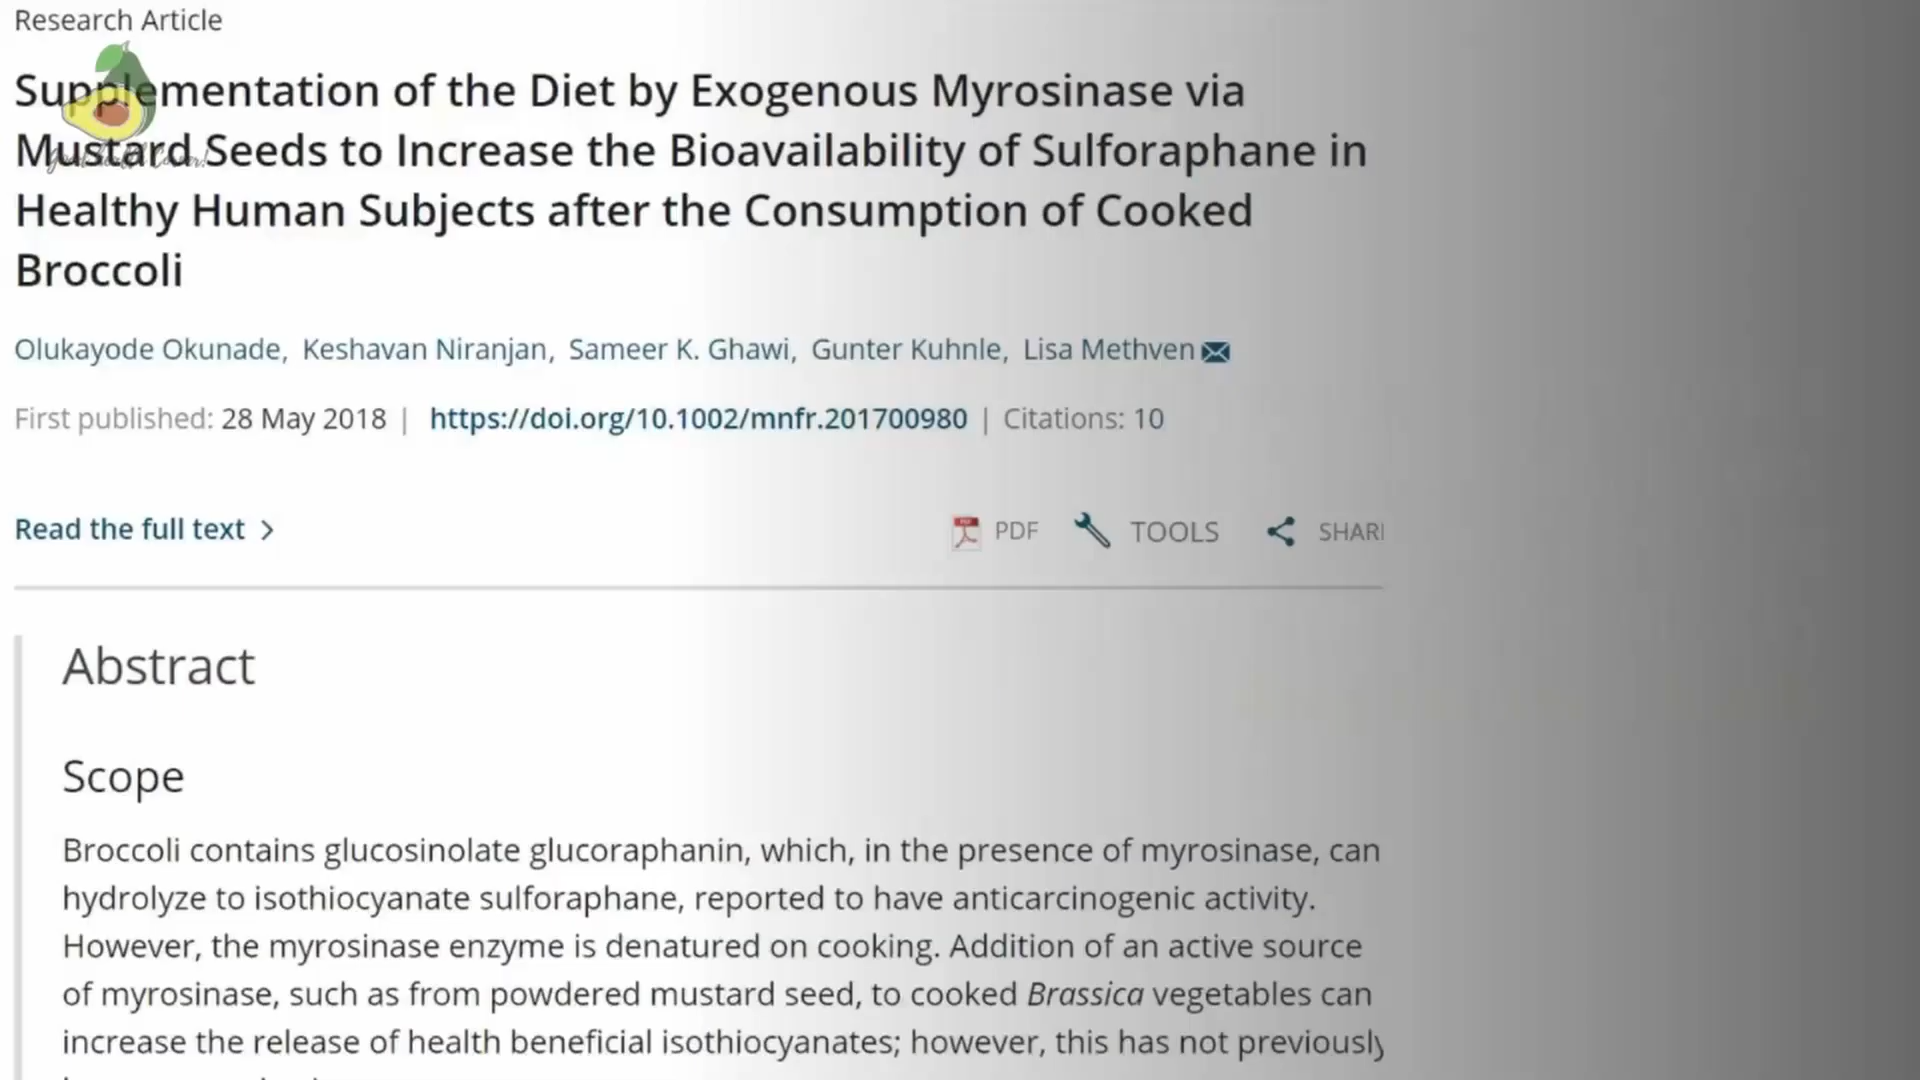 Research Article
Supplementation of the Diet by Exogenous Myrosinase via
Mustard Seeds to Increase the Bioavailability of Sulforaphane in
Healthy Human Subjects after the Consumption of Cooked
Broccoli
Olukayode Okunade, Keshavan Niranjan, Sameer K. Ghawi, Gunter Kuhnle, Lisa Methven
First published: 28 May 2018 | https://doi.org/10.1002/mnfr.201700980 | Citations: 10
Read the full text >
PDF TOOLS SHAR
Abstract
Scope
Broccoli contains glucosinolate glucoraphanin, which, in the presence of myrosinase, can
hydrolyze to isothiocyanate sulforaphane, reported to have anticarcinogenic activity.
However, the myrosinase enzyme is denatured on cooking. Addition of an active source
of myrosinase, such as from powdered mustard seed, to cooked Brassica vegetables can
increase the release of health beneficial isothiocyanates; however, this has not previously